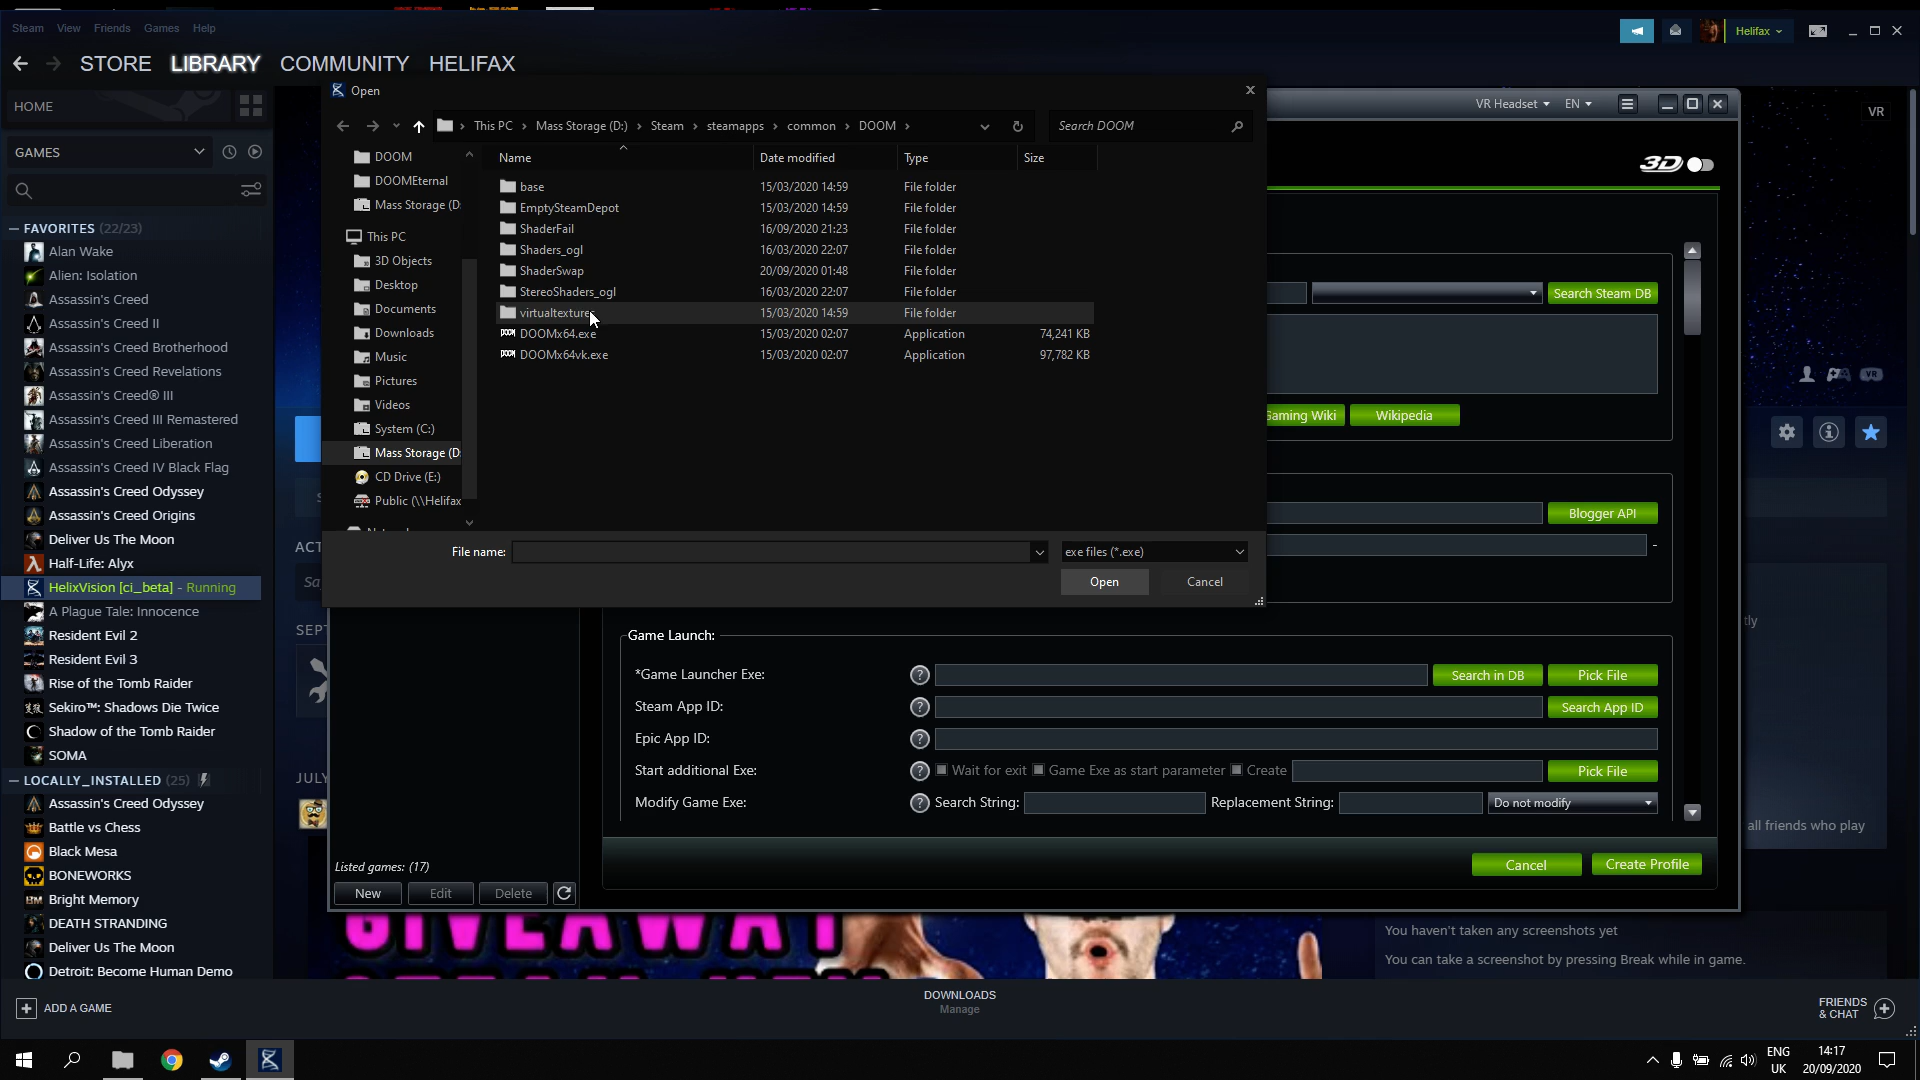 Steam View Friends Games Help
Helifax
STORE LIBRARY COMMUNITY HELIFAX
HOME
GAMES
FAVORITES (22/23)
Alan Wake
Alien: Isolation
Assassin's Creed
Assassin's Creed II
Assassin's Creed Brotherhood
Assassin's Creed Revelations
Assassin's Creed® III
Assassin's Creed III Remastered
Assassin's Creed Liberation
Assassin's Creed IV Black Flag
Assassin's Creed Odyssey
Assassin's Creed Origins
Deliver Us The Moon
Half-Life: Alyx
HelixVision [ci_beta] - Running
A Plague Tale: Innocence
Resident Evil 2
Resident Evil 3
Rise of the Tomb Raider
Sekiro™: Shadows Die Twice
Shadow of the Tomb Raider
SOMA
LOCALLY_INSTALLED (25)
Assassin's Creed Odyssey
Battle vs Chess
Black Mesa
BONEWORKS
Bright Memory
DEATH STRANDING
Deliver Us The Moon
Detroit: Become Human Demo
ADD A GAME
Open
This PC Mass Storage (D:) Steam steamapps common DOOM
Search DOOM
DOOM
DOOMEternal
Mass Storage (D
This PC
3D Objects
Desktop
Documents
Downloads
Music
Pictures
Videos
System (C:)
Mass Storage (D
CD Drive (E:)
Public (\\Helifax
Name Date modified Type Size
base 15/03/2020 14:59 File folder
EmptySteamDepot 15/03/2020 14:59 File folder
ShaderFail 16/09/2020 21:23 File folder
Shaders_ogl 16/03/2020 22:07 File folder
ShaderSwap 20/09/2020 01:48 File folder
StereoShaders_ogl 16/03/2020 22:07 File folder
virtualtextures 15/03/2020 14:59 File folder
DOOMx64.exe 15/03/2020 02:07 Application 74,241 KB
DOOMx64vk.exe 15/03/2020 02:07 Application 97,782 KB
File name: exe files (*.exe)
Open Cancel
VR Headset EN
VR
3D
Search Steam DB
Gaming Wiki Wikipedia
Blogger API
-
Game Launch:
*Game Launcher Exe: ? Search in DB Pick File
Steam App ID: ? Search App ID
Epic App ID: ?
Start additional Exe: ? Wait for exit Game Exe as start parameter Create Pick File
Modify Game Exe: ? Search String: Replacement String: Do not modify
Cancel Create Profile
Listed games: (17)
New Edit Delete
ACT
SEPT
JULY
tly
all friends who play
GIVEAWAY
You haven't taken any screenshots yet
You can take a screenshot by pressing Break while in game.
DOWNLOADS
Manage
FRIENDS
& CHAT
ENG
UK
14:17
20/09/2020